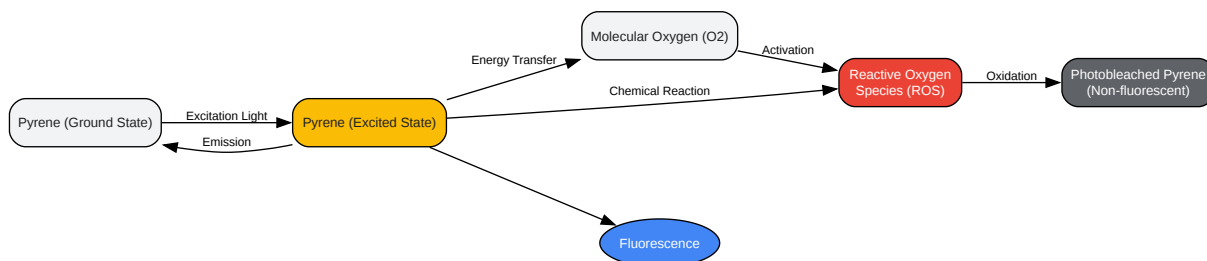 Molecular Oxygen (O2)
Energy Transfer
Activation
Reactive Oxygen
Species (ROS)
Oxidation
Photobleached Pyrene
(Non-fluorescent)
Chemical Reaction
Pyrene (Ground State)
Excitation Light
Pyrene (Excited State)
Emission
Fluorescence